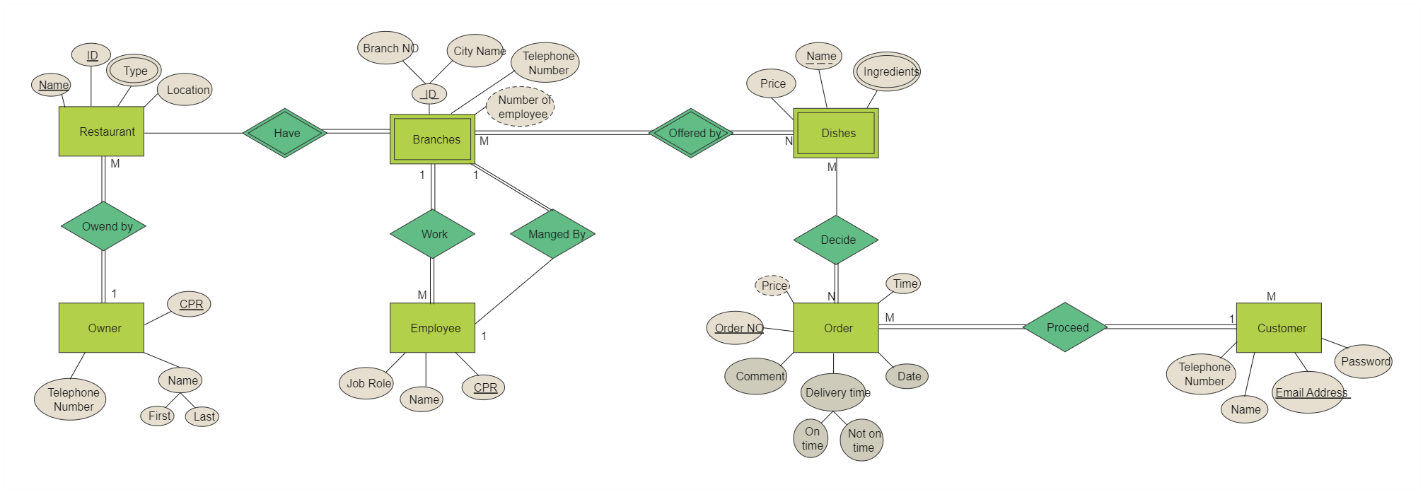 Branch NO
City Name
ID
Telephone
Number
Name
Type
Price
Ingredients
Name
Location
ID
Number of
employee
Restaurant
Have
Branches
M
Offered by
N
Dishes
M
1
1
M
Owend by
Work
Manged By
Decide
1
CPR
M
Price
N
Time
Owner
Employee
1
Order NO
Order
M
Proceed
1
M
Customer
Telephone
Number
Name
First
Last
Job Role
Name
CPR
Comment
Delivery time
Date
On
time
Not on
time
Telephone
Number
Name
Email Address
Password